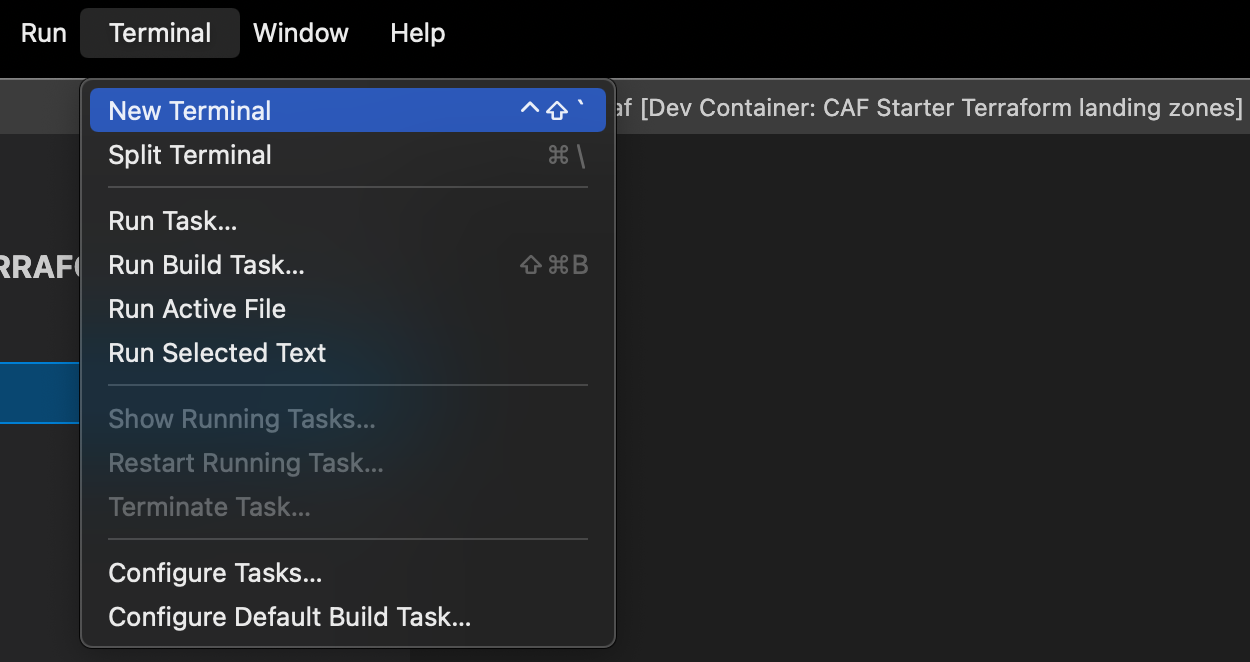 Run Terminal Window Help
af [Dev Container: CAF Starter Terraform landing zones]
New Terminal ^⇧`
Split Terminal ⌘\
Run Task...
RRAF
Run Build Task... ⇧⌘B
Run Active File
Run Selected Text
Show Running Tasks...
Restart Running Task...
Terminate Task...
Configure Tasks...
Configure Default Build Task...